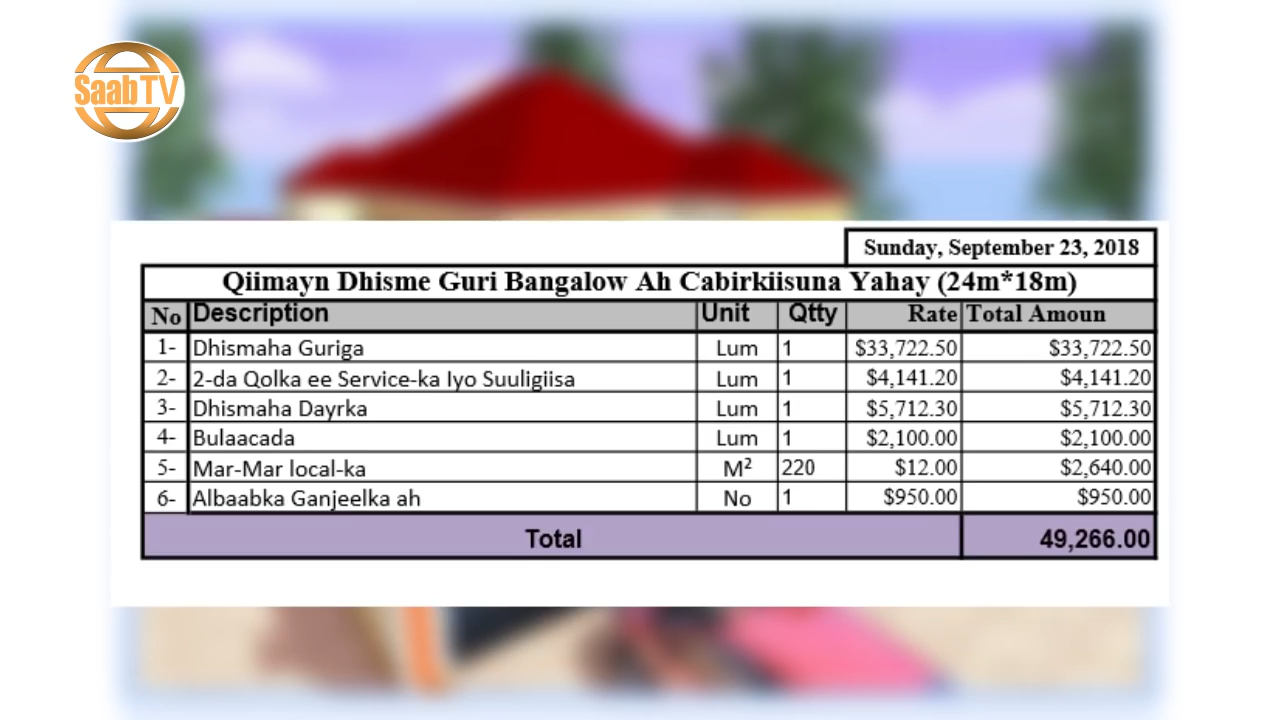 SaabTV
Sunday, September 23, 2018
Qiimayn Dhisme Guri Bangalow Ah Cabirkiisuna Yahay (24m*18m)
No Description Unit Qtty Rate Total Amoun
1- Dhismaha Guriga Lum 1 $33,722.50 $33,722.50
2- 2-da Qolka ee Service-ka Iyo Suuligiisa Lum 1 $4,141.20 $4,141.20
3- Dhismaha Dayrka Lum 1 $5,712.30 $5,712.30
4- Bulaacada Lum 1 $2,100.00 $2,100.00
5- Mar-Mar local-ka M² 220 $12.00 $2,640.00
6- Albaabka Ganjeelka ah No 1 $950.00 $950.00
Total 49,266.00